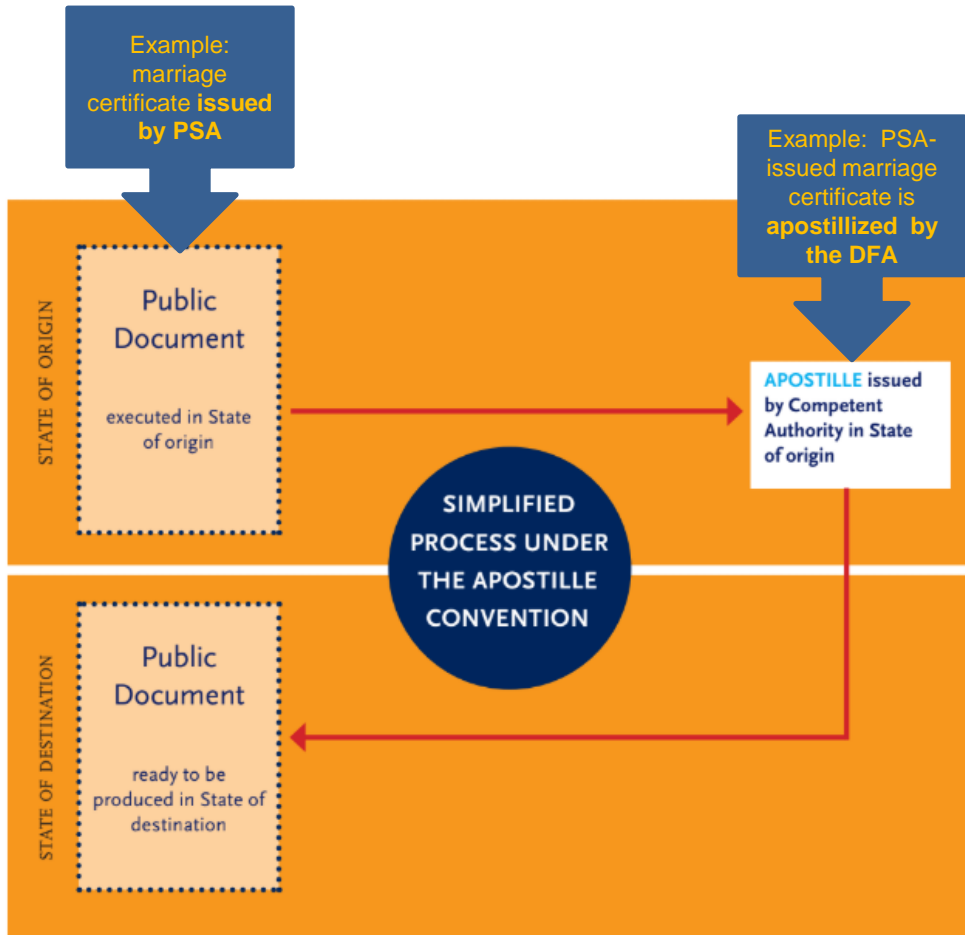 Example:
marriage
certificate issued
by PSA
Example:  PSA-
issued marriage
certificate is
apostillized  by
the DFA
STATE OF ORIGIN
Public
Document
executed in State
of origin
APOSTILLE issued
by Competent
Authority in State
of origin
SIMPLIFIED
PROCESS UNDER
THE APOSTILLE
CONVENTION
STATE OF DESTINATION
Public
Document
ready to be
produced in State of
destination